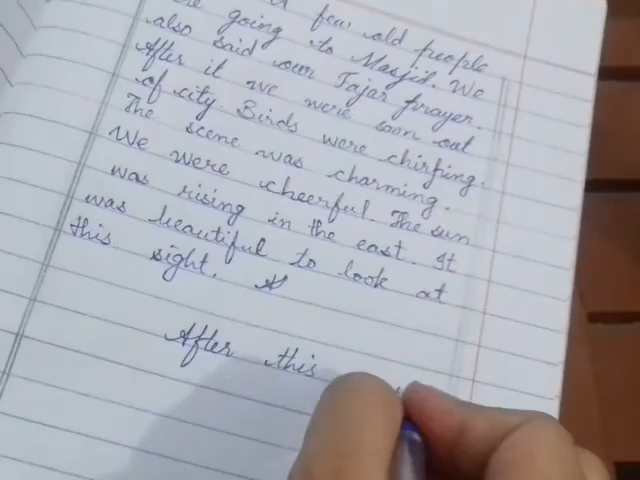 a few old people
going to Masjid. We
also said our Fajar prayer.
After it we were soon out
of city Birds were chirping.
The scene was charming.
We were cheerful. The sun
was rising in the east. It
was beautiful to look at
this sight. A
After this